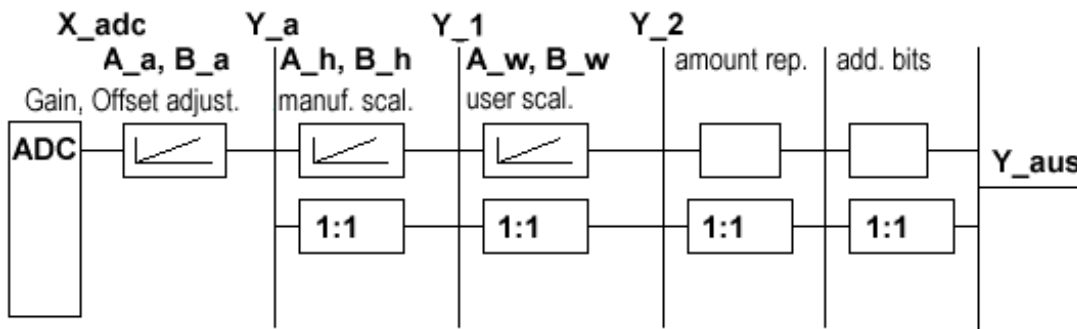 X_adc Y_a Y_1 Y_2
A_a, B_a A_h, B_h A_w, B_w amount rep. add. bits
Gain, Offset adjust. manuf. scal. user scal.
ADC
Y_aus
1:1 1:1 1:1 1:1